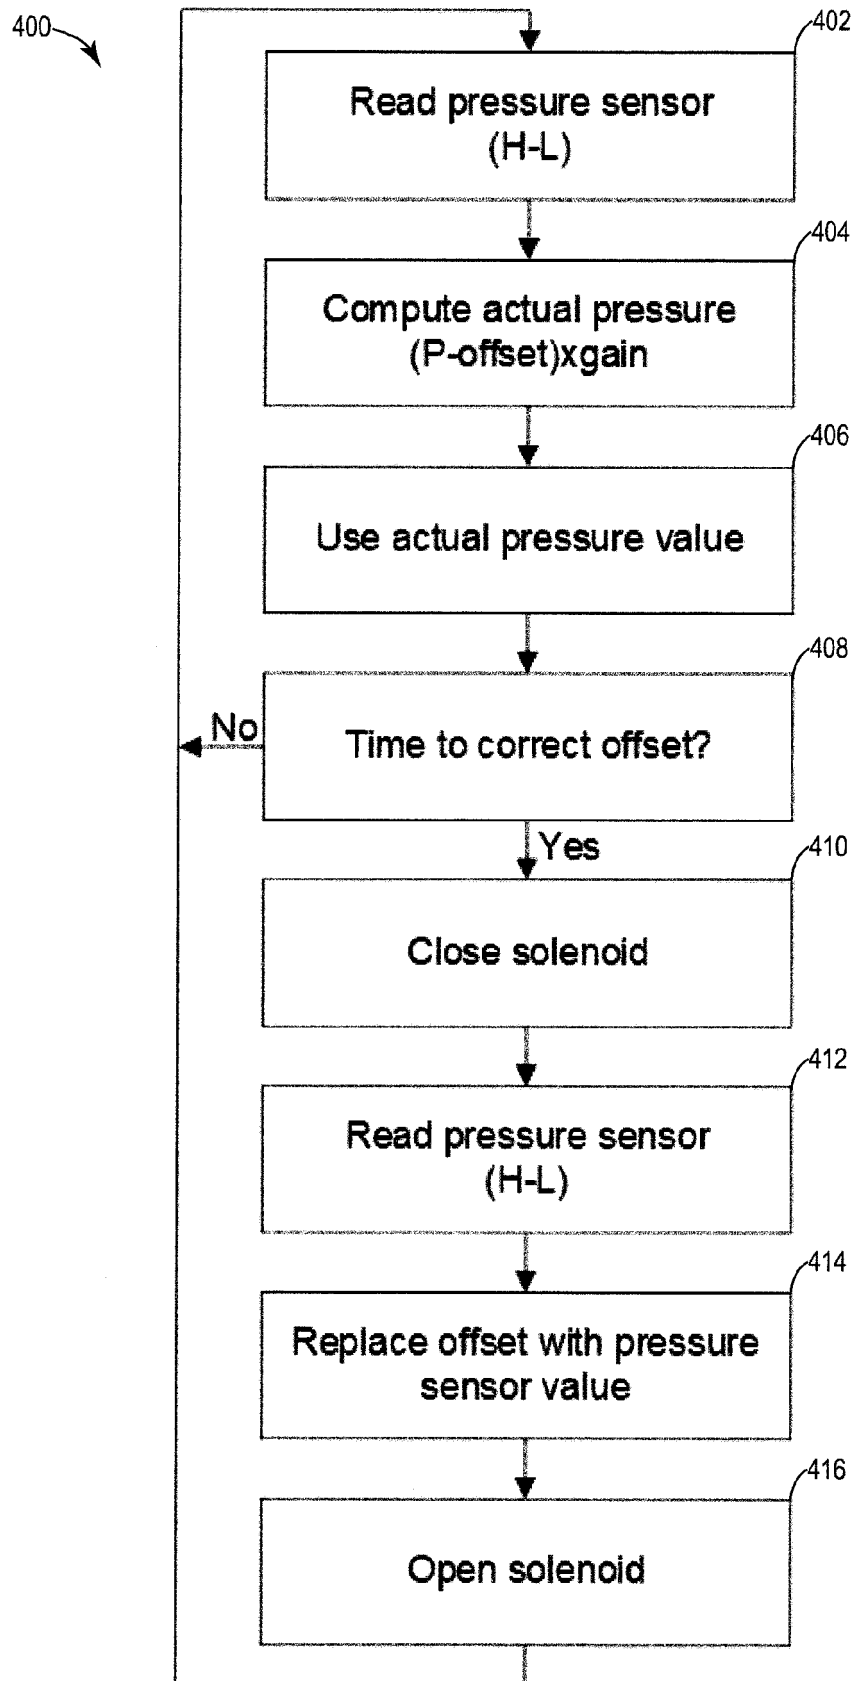 400
402
Read pressure sensor
(H-L)
404
Compute actual pressure
(P-offset)xgain
406
Use actual pressure value
408
No
Time to correct offset?
Yes
410
Close solenoid
412
Read pressure sensor
(H-L)
414
Replace offset with pressure
sensor value
416
Open solenoid